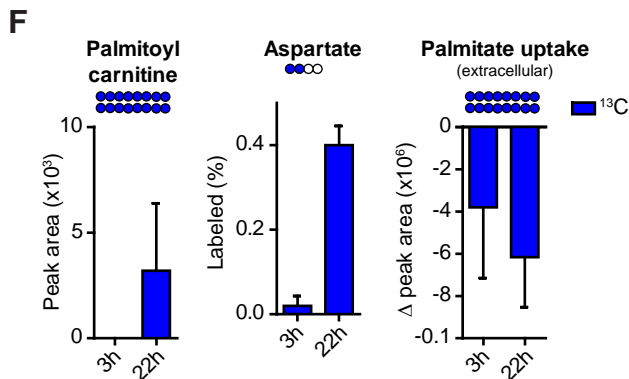 F
Palmitoyl
carnitine
Peak area (x10³)
10
5
0
3h
22h
Aspartate
Labeled (%)
0.4
0.2
0.0
3h
22h
Palmitate uptake
(extracellular)
¹³C
Δ peak area (x10⁶)
0
-2
-4
-6
-8
-0.1
3h
22h